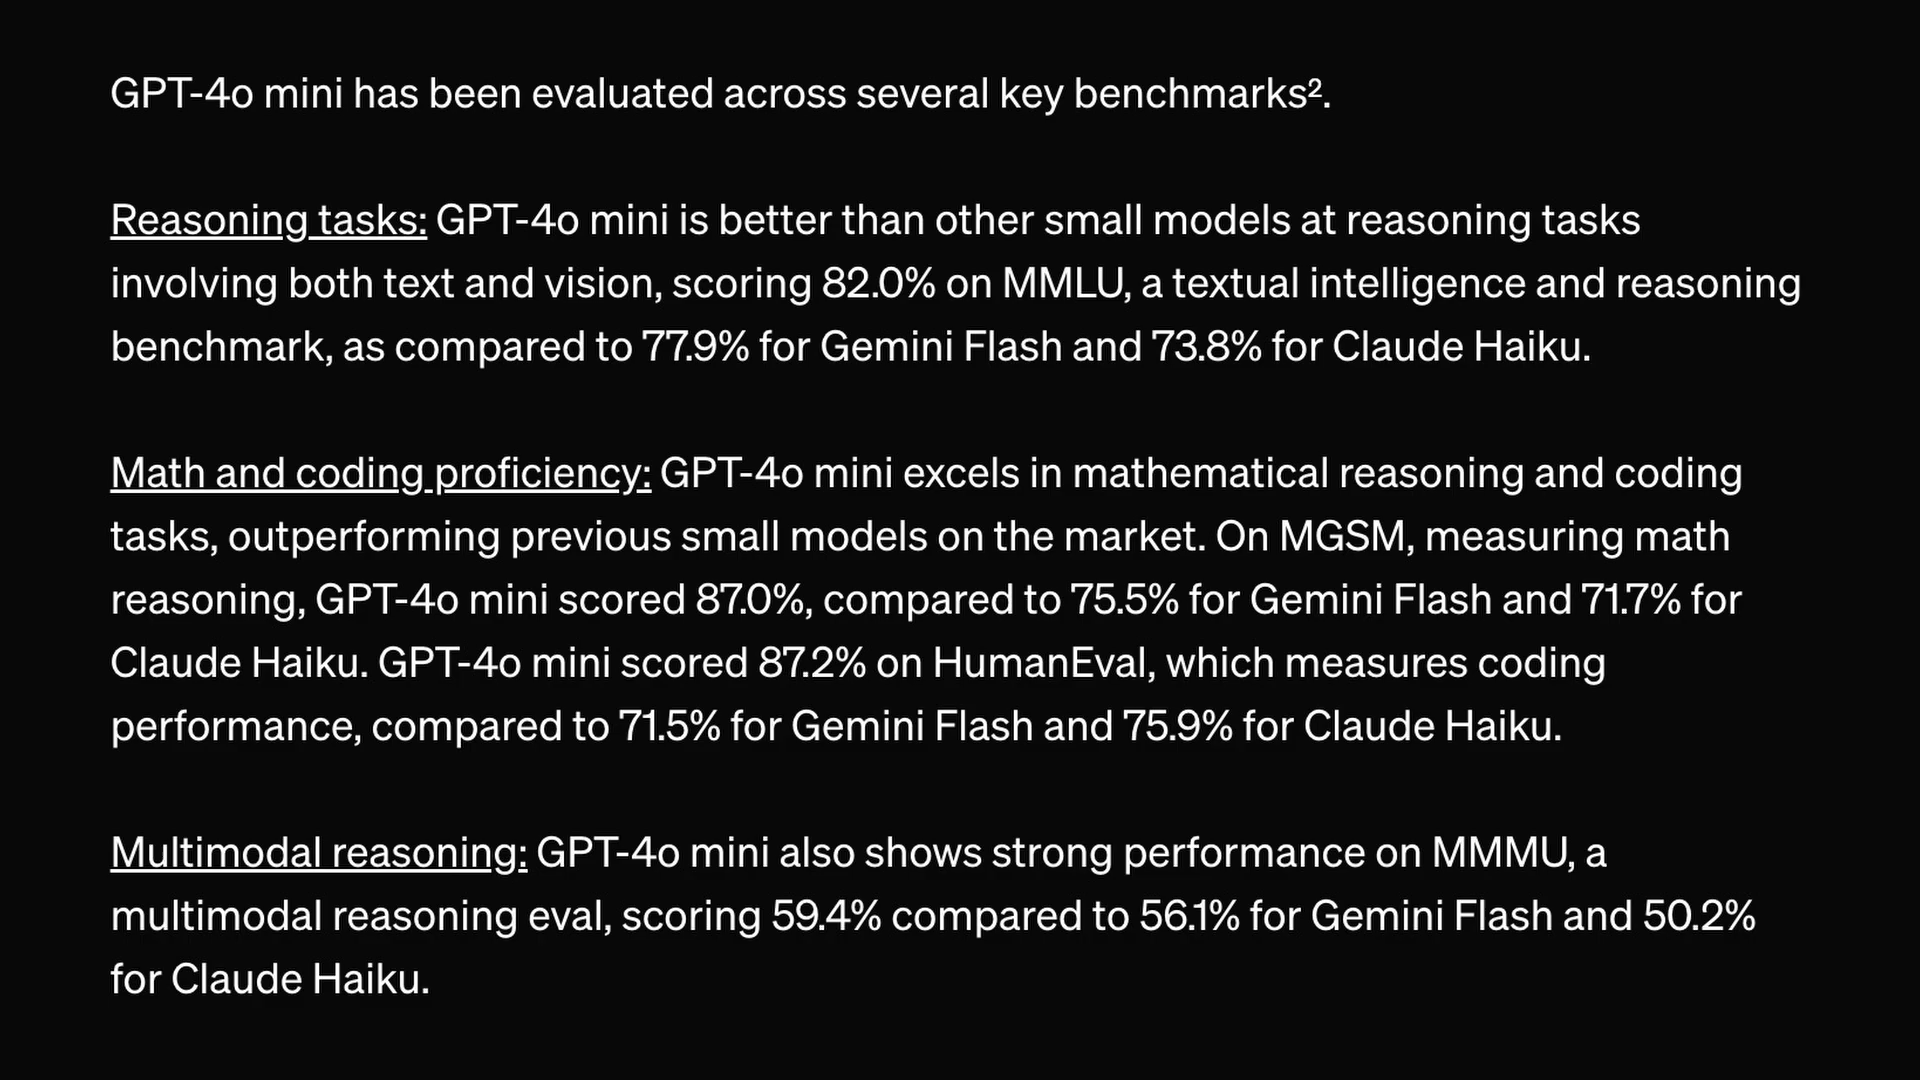 GPT-4o mini has been evaluated across several key benchmarks².
Reasoning tasks: GPT-4o mini is better than other small models at reasoning tasks
involving both text and vision, scoring 82.0% on MMLU, a textual intelligence and reasoning
benchmark, as compared to 77.9% for Gemini Flash and 73.8% for Claude Haiku.
Math and coding proficiency: GPT-4o mini excels in mathematical reasoning and coding
tasks, outperforming previous small models on the market. On MGSM, measuring math
reasoning, GPT-4o mini scored 87.0%, compared to 75.5% for Gemini Flash and 71.7% for
Claude Haiku. GPT-4o mini scored 87.2% on HumanEval, which measures coding
performance, compared to 71.5% for Gemini Flash and 75.9% for Claude Haiku.
Multimodal reasoning: GPT-4o mini also shows strong performance on MMMU, a
multimodal reasoning eval, scoring 59.4% compared to 56.1% for Gemini Flash and 50.2%
for Claude Haiku.